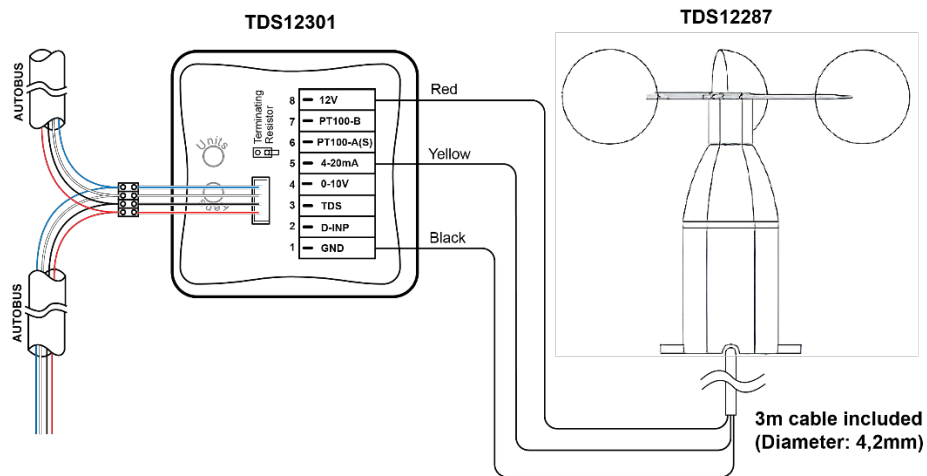 TDS12301
TDS12287
AUTOBUS
Terminating
Resistor
Units
Tens
8 12V
7 PT100-B
6 PT100-A(S)
5 4-20mA
4 0-10V
3 TDS
2 D-INP
1 GND
Red
Yellow
Black
AUTOBUS
3m cable included
(Diameter: 4,2mm)